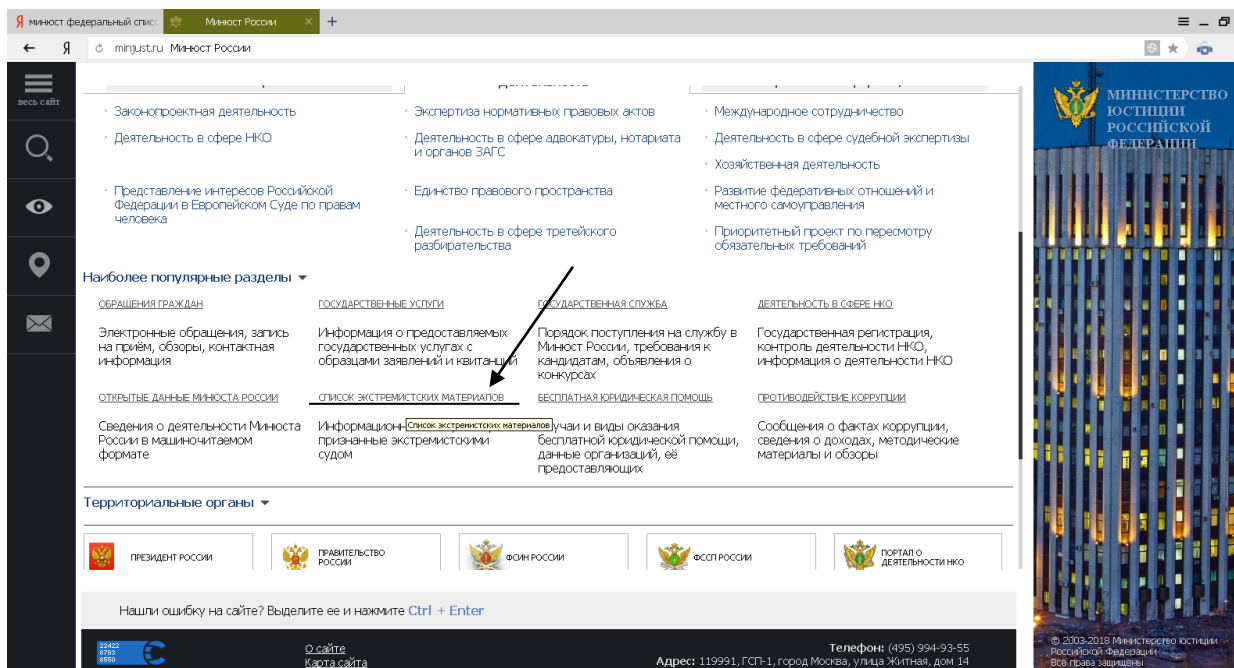 минюст федеральный спис
Минюст России
minjust.ru Минюст России
весь сайт
Законопроектная деятельность
Экспертиза нормативных правовых актов
Международное сотрудничество
Деятельность в сфере НКО
Деятельность в сфере адвокатуры, нотариата
и органов ЗАГС
Деятельность в сфере судебной экспертизы
Хозяйственная деятельность
Представление интересов Российской
Федерации в Европейском Суде по правам
человека
Единство правового пространства
Развитие федеративных отношений и
местного самоуправления
Деятельность в сфере третейского
разбирательства
Приоритетный проект по пересмотру
обязательных требований
Наиболее популярные разделы
ОБРАЩЕНИЯ ГРАЖДАН
Электронные обращения, запись
на приём, обзоры, контактная
информация
ГОСУДАРСТВЕННЫЕ УСЛУГИ
Информация о предоставляемых
государственных услугах с
образцами заявлений и квитанций
ГОСУДАРСТВЕННАЯ СЛУЖБА
Порядок поступления на службу в
Минюст России, требования к
кандидатам, объявления о
конкурсах
ДЕЯТЕЛЬНОСТЬ В СФЕРЕ НКО
Государственная регистрация,
контроль деятельности НКО,
информация о деятельности НКО
ОТКРЫТЫЕ ДАННЫЕ МИНЮСТА РОССИИ
Сведения о деятельности Минюста
России в машиночитаемом
формате
СПИСОК ЭКСТРЕМИСТСКИХ МАТЕРИАЛОВ
Список экстремистских материалов
признанные экстремистскими
судом
БЕСПЛАТНАЯ ЮРИДИЧЕСКАЯ ПОМОЩЬ
виды оказания
бесплатной юридической помощи,
данные организаций, её
предоставляющих
ПРОТИВОДЕЙСТВИЕ КОРРУПЦИИ
Сообщения о фактах коррупции,
сведения о доходах, методические
материалы и обзоры
Территориальные органы
ПРЕЗИДЕНТ РОССИИ
ПРАВИТЕЛЬСТВО
РОССИИ
ФСИН РОССИИ
ФССП РОССИИ
ПОРТАЛ О
ДЕЯТЕЛЬНОСТИ НКО
Нашли ошибку на сайте? Выделите ее и нажмите Ctrl + Enter
22422
8783
8550
О сайте
Карта сайта
Телефон: (495) 994-93-55
Адрес: 119991, ГСП-1, город Москва, улица Житная, дом 14
МИНИСТЕРСТВО
ЮСТИЦИИ
РОССИЙСКОЙ
ФЕДЕРАЦИИ
© 2003-2018 Министерство юстиции
Российской Федерации
Все права защищены